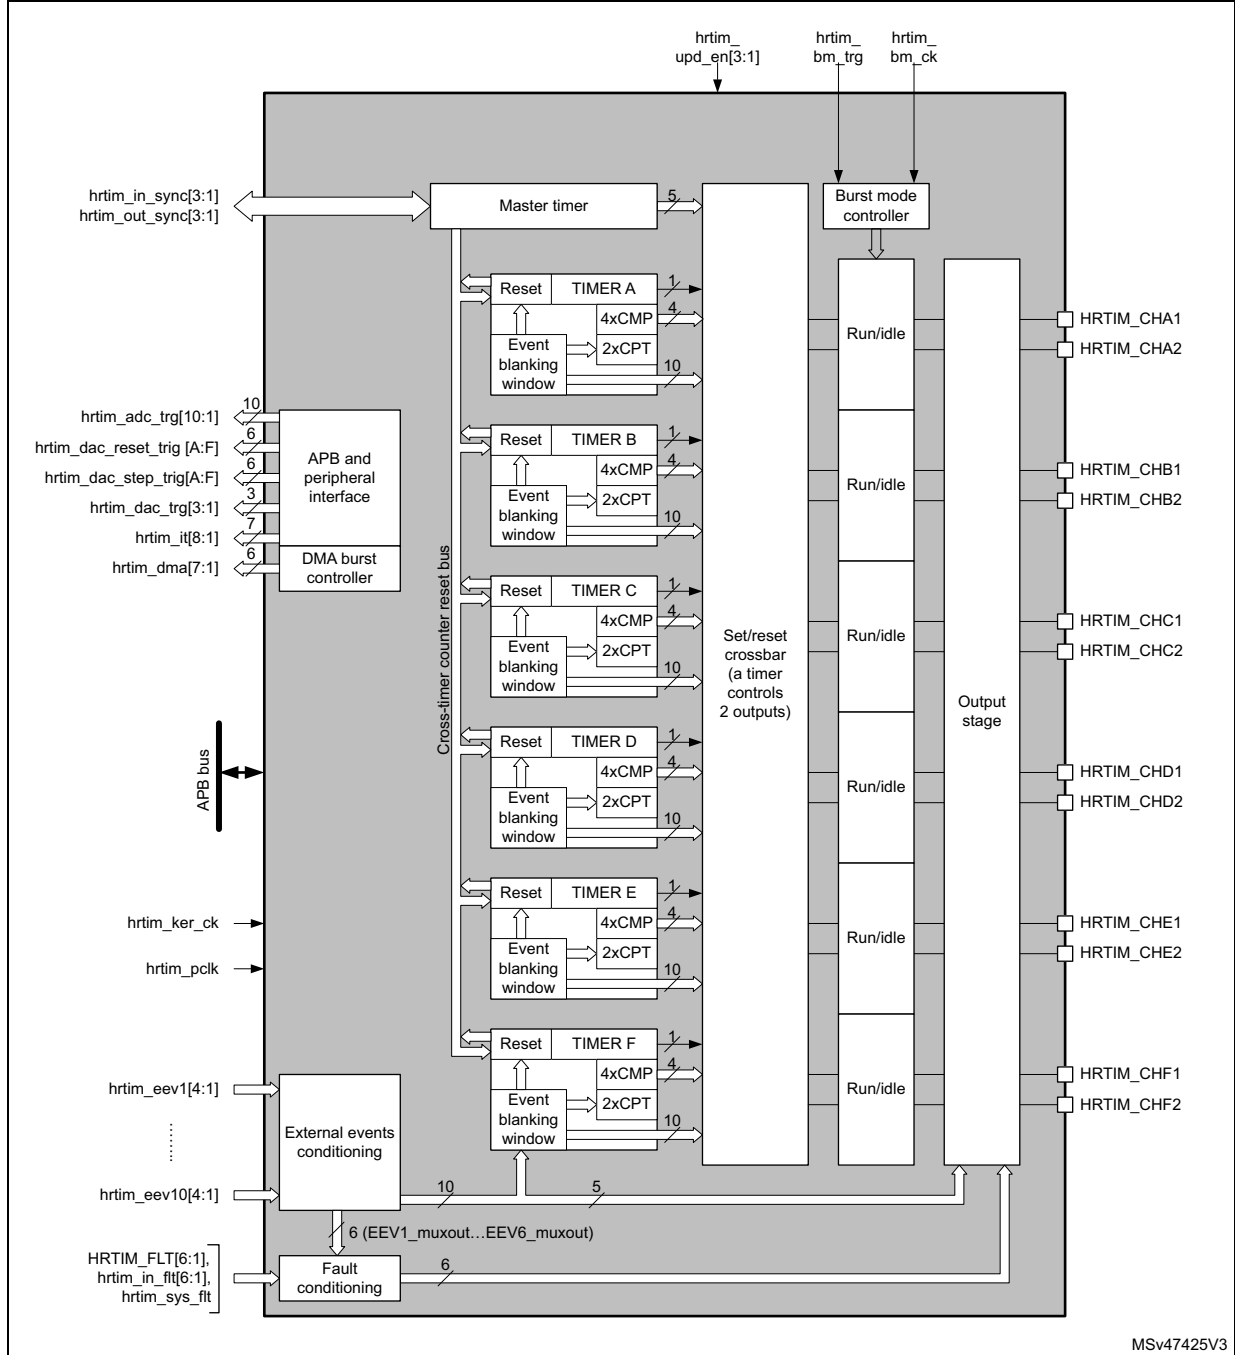 hrtim_
upd_en[3:1]
hrtim_
bm_trg
hrtim_
bm_ck
hrtim_in_sync[3:1]
hrtim_out_sync[3:1]
Master timer
5
Burst mode
controller
Reset
TIMER A
1
4xCMP
4
2xCPT
Event
blanking
window
10
Run/idle
HRTIM_CHA1
HRTIM_CHA2
hrtim_adc_trg[10:1]
10
hrtim_dac_reset_trig [A:F]
6
hrtim_dac_step_trig[A:F]
6
hrtim_dac_trg[3:1]
3
hrtim_it[8:1]
7
hrtim_dma[7:1]
6
APB and
peripheral
interface
DMA burst
controller
Reset
TIMER B
1
4xCMP
4
2xCPT
Event
blanking
window
10
Run/idle
HRTIM_CHB1
HRTIM_CHB2
Cross-timer counter reset bus
Reset
TIMER C
1
4xCMP
4
2xCPT
Event
blanking
window
10
Set/reset
crossbar
(a timer
controls
2 outputs)
Run/idle
Output
stage
HRTIM_CHC1
HRTIM_CHC2
APB bus
Reset
TIMER D
1
4xCMP
4
2xCPT
Event
blanking
window
10
Run/idle
HRTIM_CHD1
HRTIM_CHD2
hrtim_ker_ck
hrtim_pclk
Reset
TIMER E
1
4xCMP
4
2xCPT
Event
blanking
window
10
Run/idle
HRTIM_CHE1
HRTIM_CHE2
Reset
TIMER F
1
4xCMP
4
2xCPT
Event
blanking
window
10
Run/idle
HRTIM_CHF1
HRTIM_CHF2
hrtim_eev1[4:1]
........
hrtim_eev10[4:1]
External events
conditioning
10
5
6 (EEV1_muxout…EEV6_muxout)
HRTIM_FLT[6:1],
hrtim_in_flt[6:1],
hrtim_sys_flt
Fault
conditioning
6
MSv47425V3